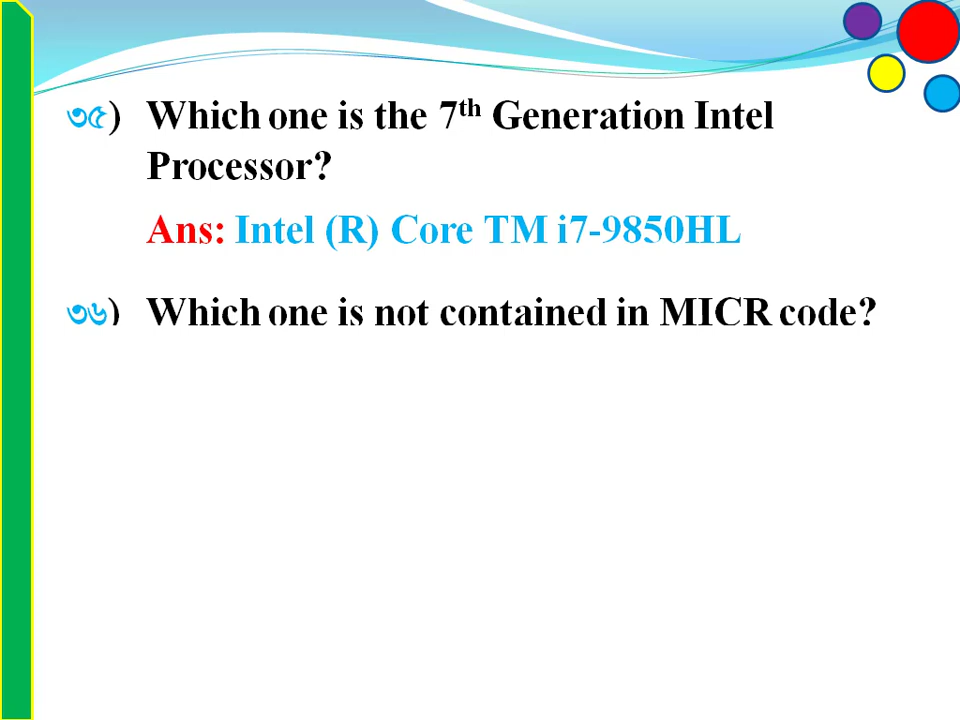 ৩৫) Which one is the 7th Generation Intel
Processor?
Ans: Intel (R) Core TM i7-9850HL
৩৬) Which one is not contained in MICR code?